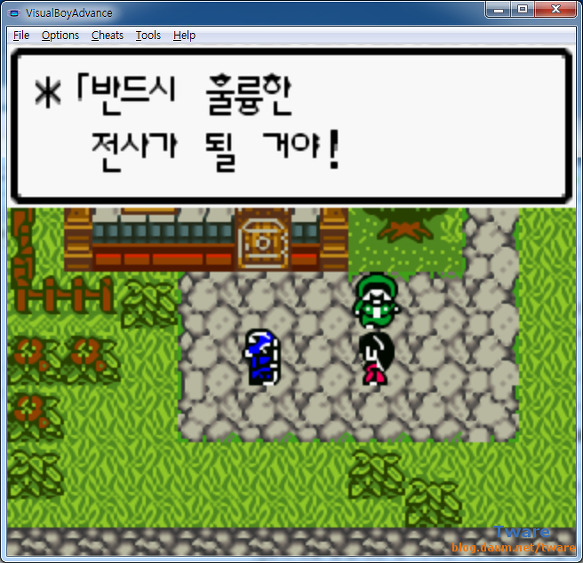 VisualBoyAdvance
File Options Cheats Tools Help
*「반드시 훌륭한
전사가 될 거야!
Tware
blog.daum.net/tware